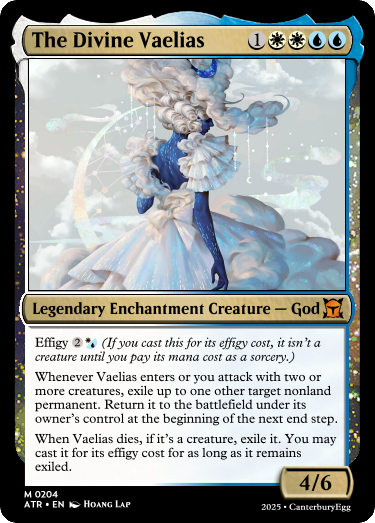 The Divine Vaelias 1
Legendary Enchantment Creature — God
Effigy 2 (If you cast this for its effigy cost, it isn't a
creature until you pay its mana cost as a sorcery.)
Whenever Vaelias enters or you attack with two or
more creatures, exile up to one other target nonland
permanent. Return it to the battlefield under its
owner's control at the beginning of the next end step.
When Vaelias dies, if it's a creature, exile it. You may
cast it for its effigy cost for as long as it remains
exiled.
4/6
M 0204
ATR • EN Hoang Lap
2025 • CanterburyEgg